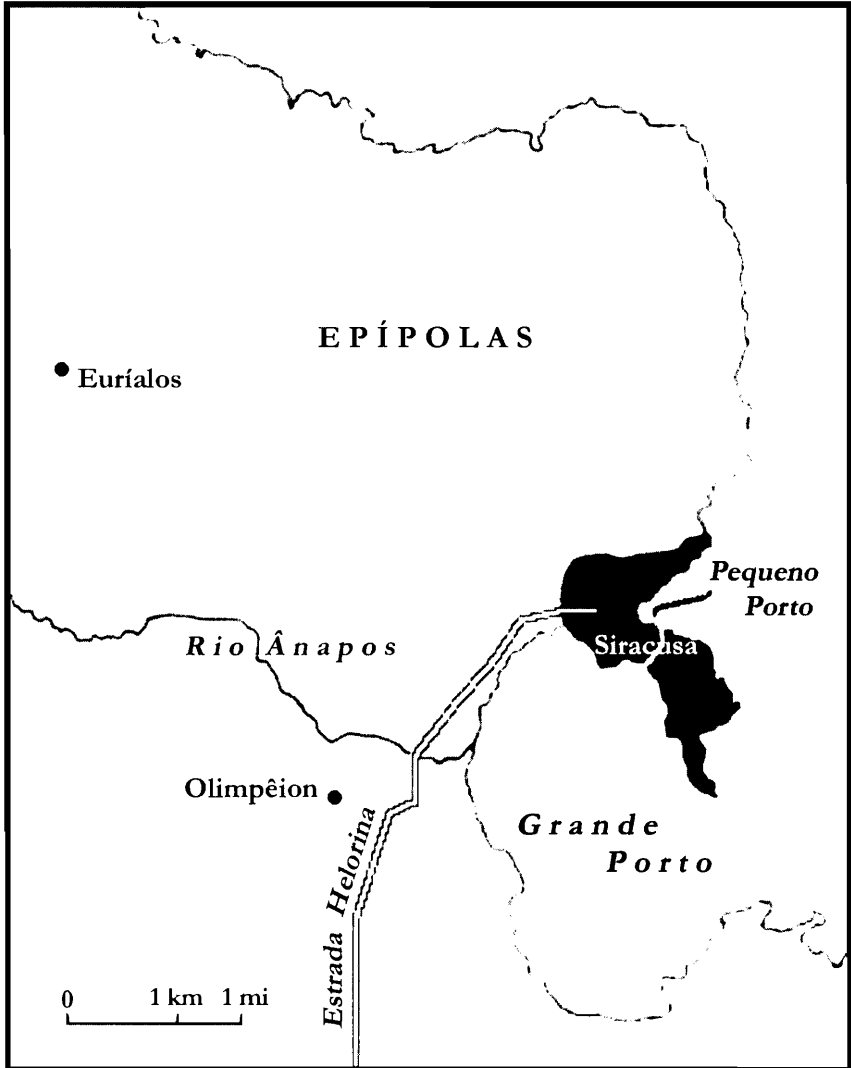 EPÍPOLAS
Euríalos
Pequeno
Porto
Rio Ânapos
Siracusa
Olimpêion
Grande
Porto
Estrada Helorina
0 1 km 1 mi